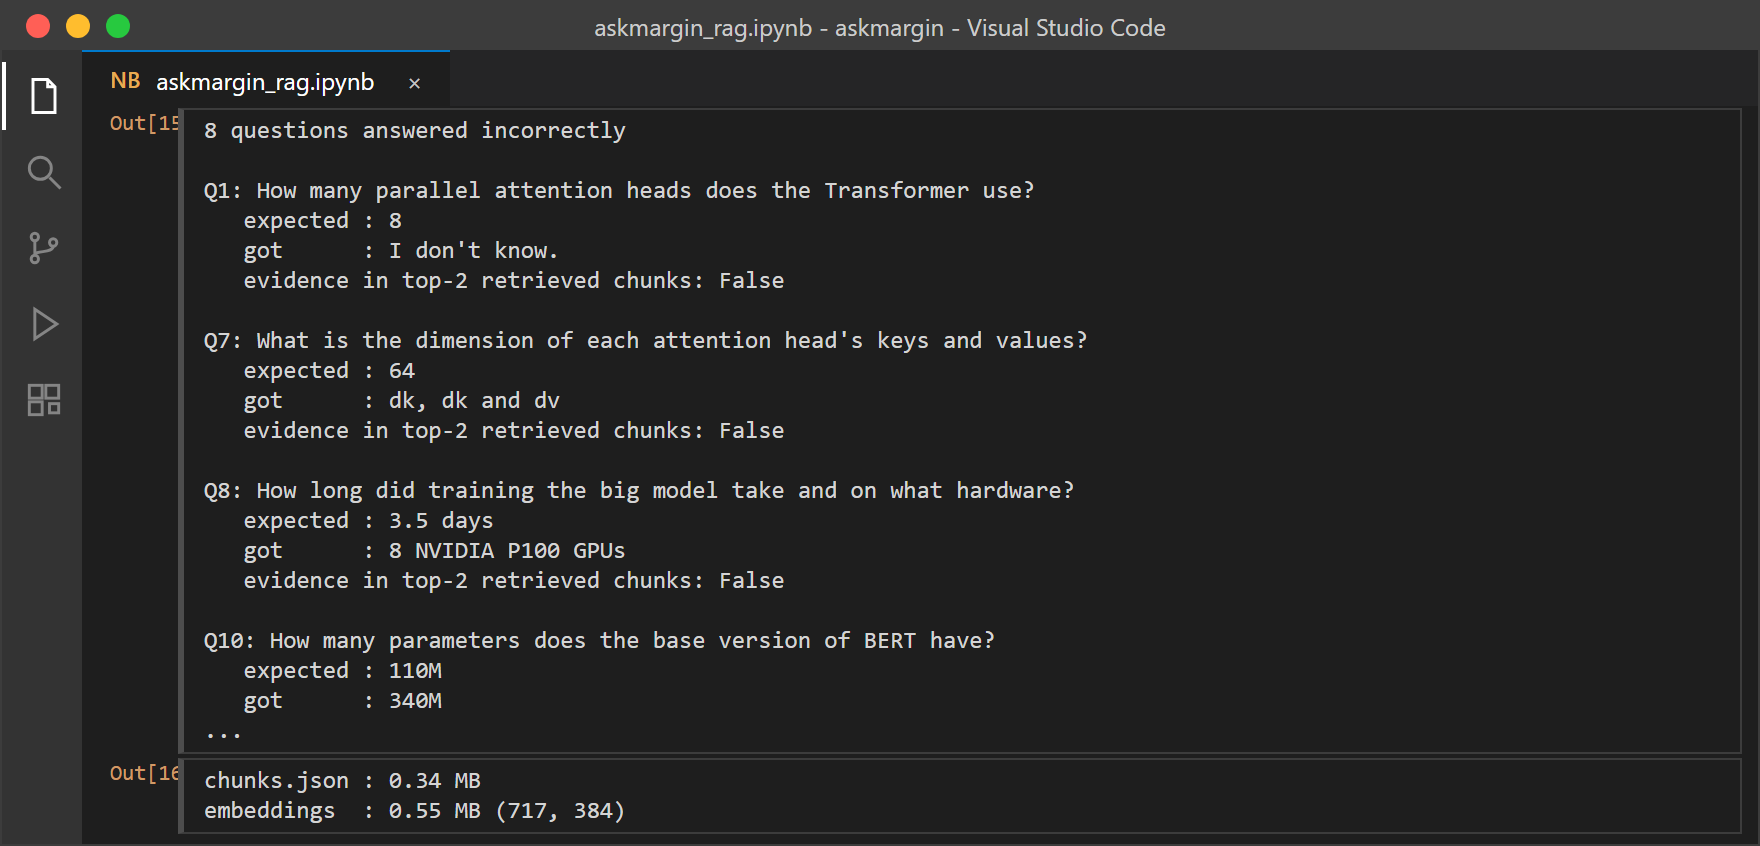 askmargin_rag.ipynb - askmargin - Visual Studio Code
NB askmargin_rag.ipynb ×
Out[15
8 questions answered incorrectly
Q1: How many parallel attention heads does the Transformer use?
expected : 8
got : I don't know.
evidence in top-2 retrieved chunks: False
Q7: What is the dimension of each attention head's keys and values?
expected : 64
got : dk, dk and dv
evidence in top-2 retrieved chunks: False
Q8: How long did training the big model take and on what hardware?
expected : 3.5 days
got : 8 NVIDIA P100 GPUs
evidence in top-2 retrieved chunks: False
Q10: How many parameters does the base version of BERT have?
expected : 110M
got : 340M
...
Out[16
chunks.json : 0.34 MB
embeddings : 0.55 MB (717, 384)